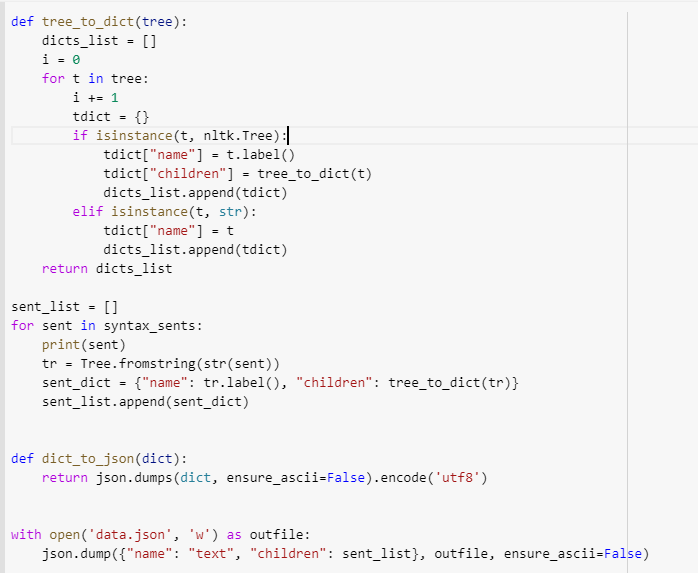 def tree_to_dict(tree):
    dicts_list = []
    i = 0
    for t in tree:
        i += 1
        tdict = {}
        if isinstance(t, nltk.Tree):
            tdict["name"] = t.label()
            tdict["children"] = tree_to_dict(t)
            dicts_list.append(tdict)
        elif isinstance(t, str):
            tdict["name"] = t
            dicts_list.append(tdict)
    return dicts_list

sent_list = []
for sent in syntax_sents:
    print(sent)
    tr = Tree.fromstring(str(sent))
    sent_dict = {"name": tr.label(), "children": tree_to_dict(tr)}
    sent_list.append(sent_dict)


def dict_to_json(dict):
    return json.dumps(dict, ensure_ascii=False).encode('utf8')


with open('data.json', 'w') as outfile:
    json.dump({"name": "text", "children": sent_list}, outfile, ensure_ascii=False)